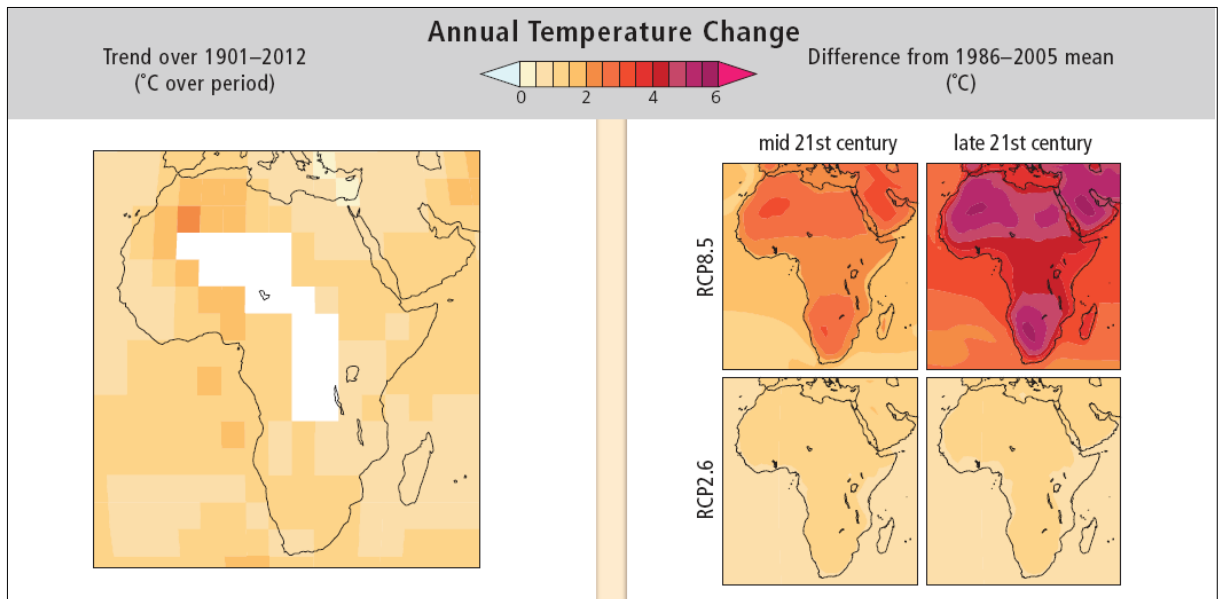 Annual Temperature Change
Trend over 1901–2012
(˚C over period)
0 2 4 6
Difference from 1986–2005 mean
(˚C)
mid 21st century
late 21st century
RCP8.5
RCP2.6